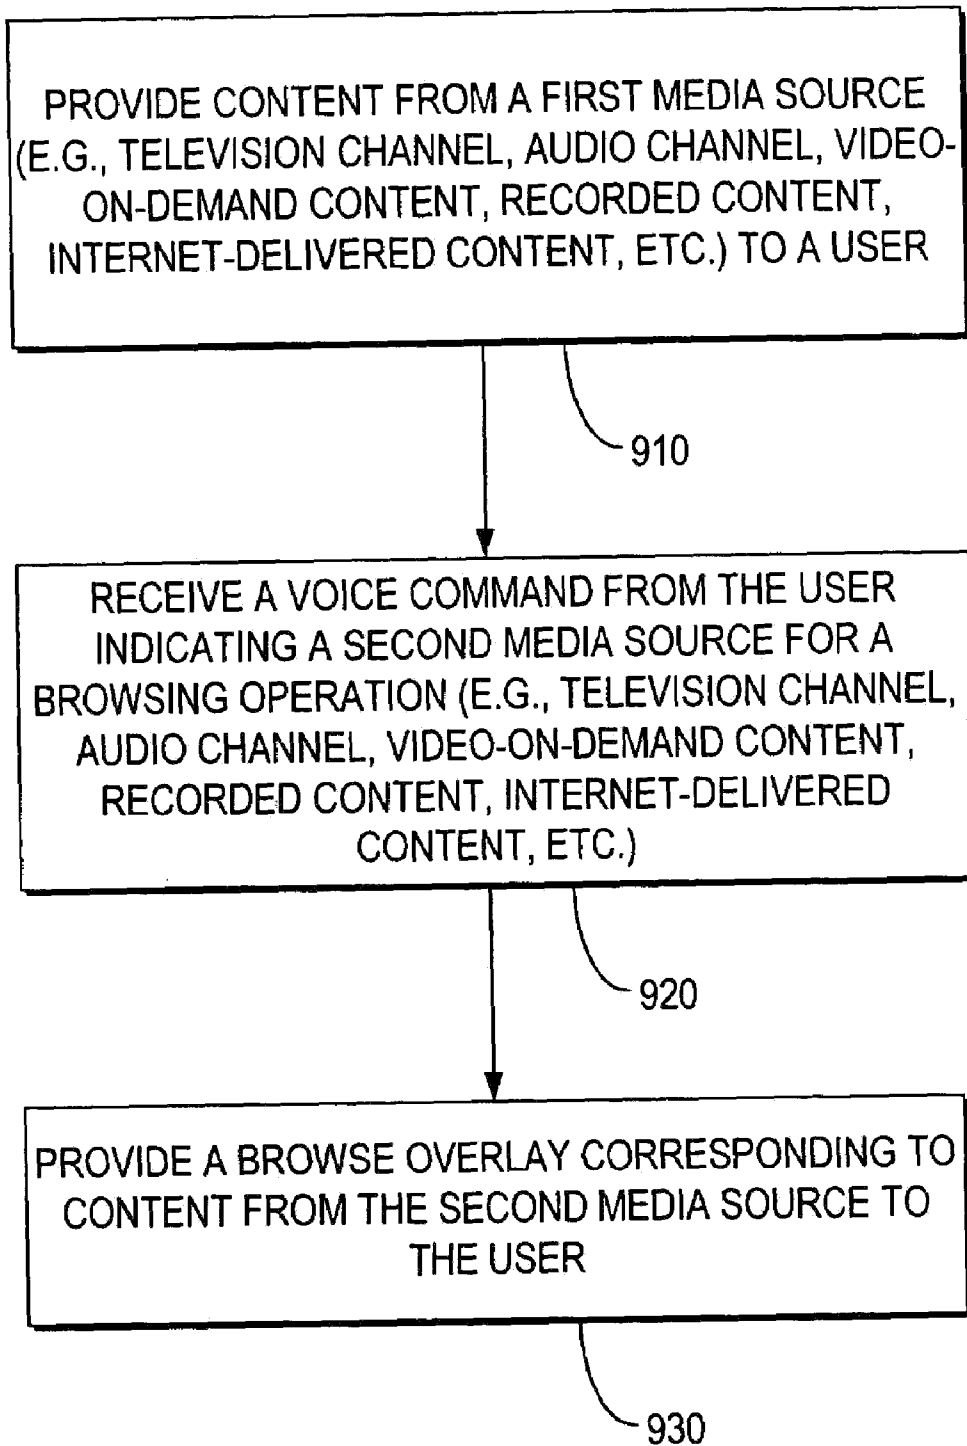 PROVIDE CONTENT FROM A FIRST MEDIA SOURCE
(E.G., TELEVISION CHANNEL, AUDIO CHANNEL, VIDEO-
ON-DEMAND CONTENT, RECORDED CONTENT,
INTERNET-DELIVERED CONTENT, ETC.) TO A USER
910
RECEIVE A VOICE COMMAND FROM THE USER
INDICATING A SECOND MEDIA SOURCE FOR A
BROWSING OPERATION (E.G., TELEVISION CHANNEL,
AUDIO CHANNEL, VIDEO-ON-DEMAND CONTENT,
RECORDED CONTENT, INTERNET-DELIVERED
CONTENT, ETC.)
920
PROVIDE A BROWSE OVERLAY CORRESPONDING TO
CONTENT FROM THE SECOND MEDIA SOURCE TO
THE USER
930